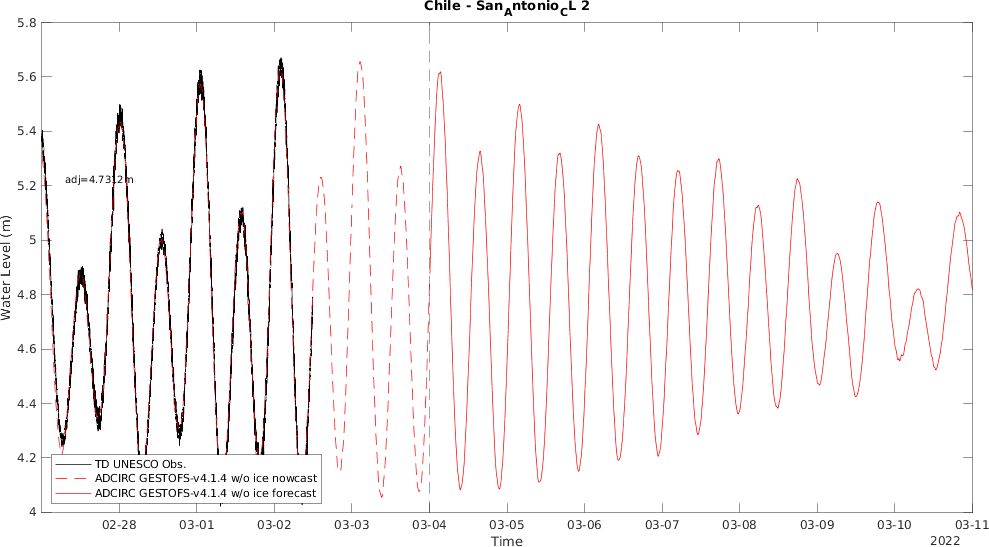 Chile - San_Antonio_CL 2
5.8
5.6
5.4
5.2
5
4.8
4.6
4.4
4.2
4
Water Level (m)
adj=4.7312 m
TD UNESCO Obs.
ADCIRC GESTOFS-v4.1.4 w/o ice nowcast
ADCIRC GESTOFS-v4.1.4 w/o ice forecast
02-28 03-01 03-02 03-03 03-04 03-05 03-06 03-07 03-08 03-09 03-10 03-11
Time
2022